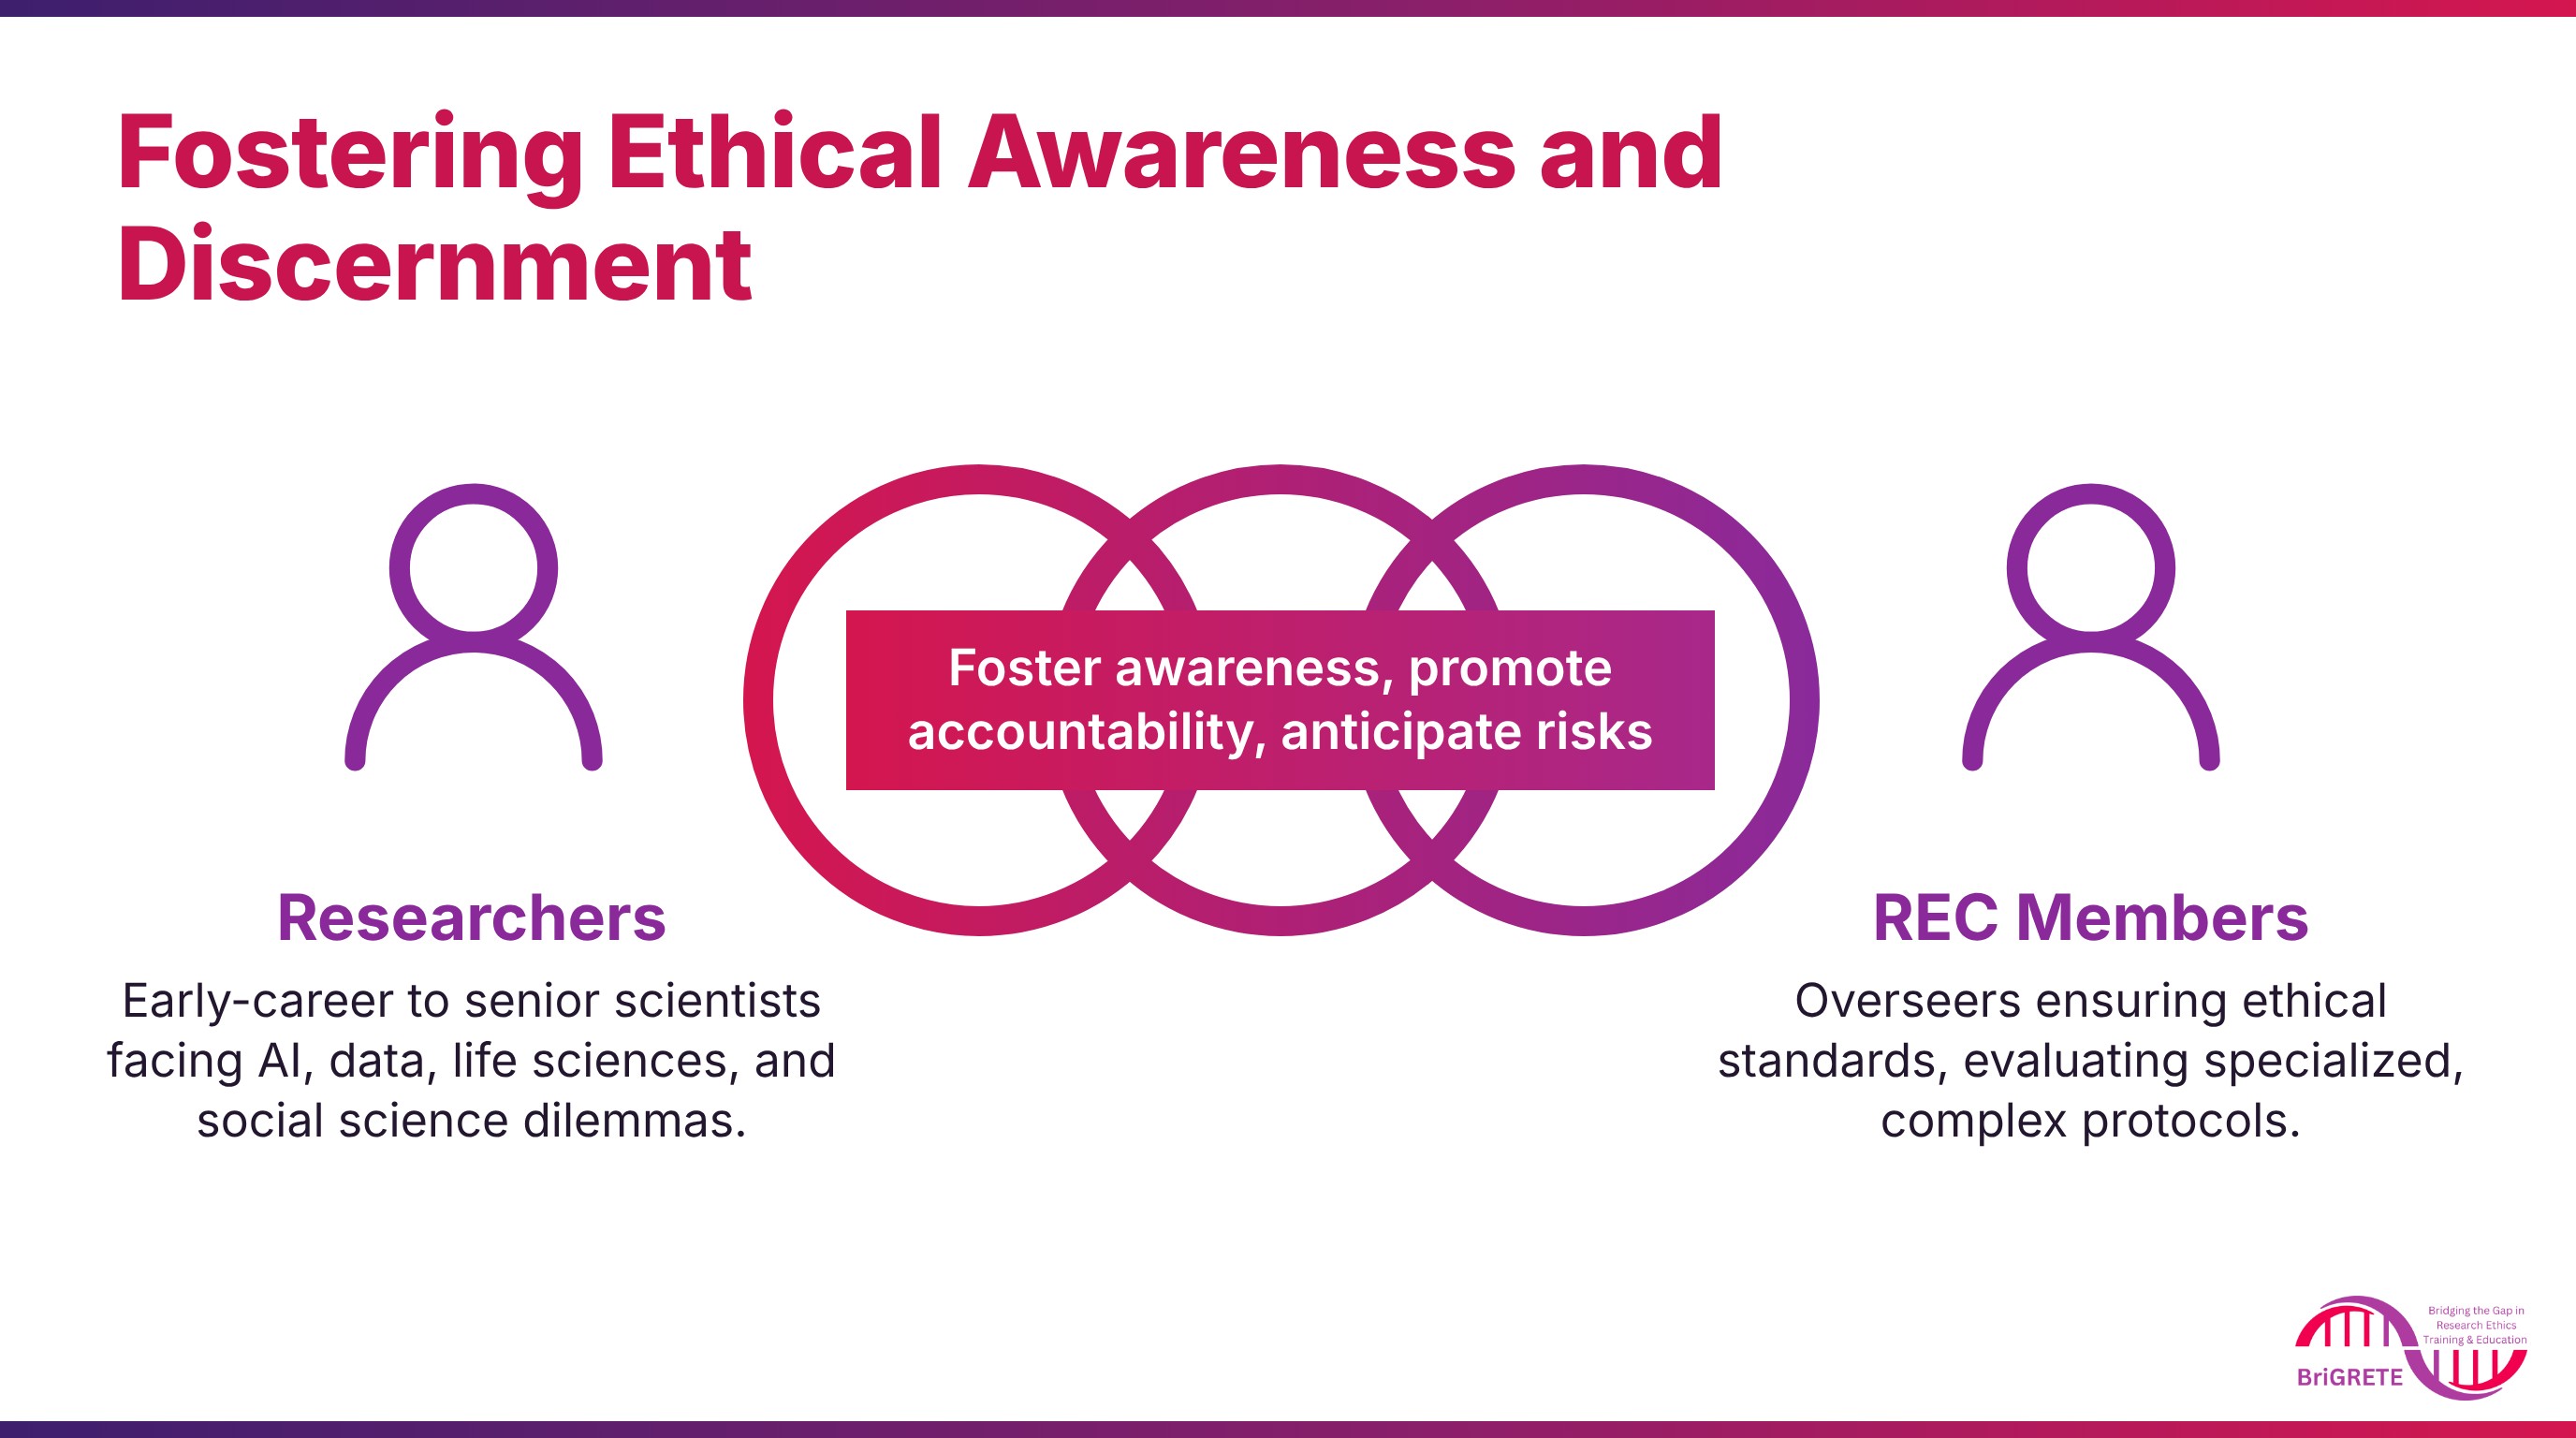 Fostering Ethical Awareness and
Discernment
Foster awareness, promote
accountability, anticipate risks
Researchers
Early-career to senior scientists
facing AI, data, life sciences, and
social science dilemmas.
REC Members
Overseers ensuring ethical
standards, evaluating specialized,
complex protocols.
Bridging the Gap in
Research Ethics
Training & Education
BriGRETE